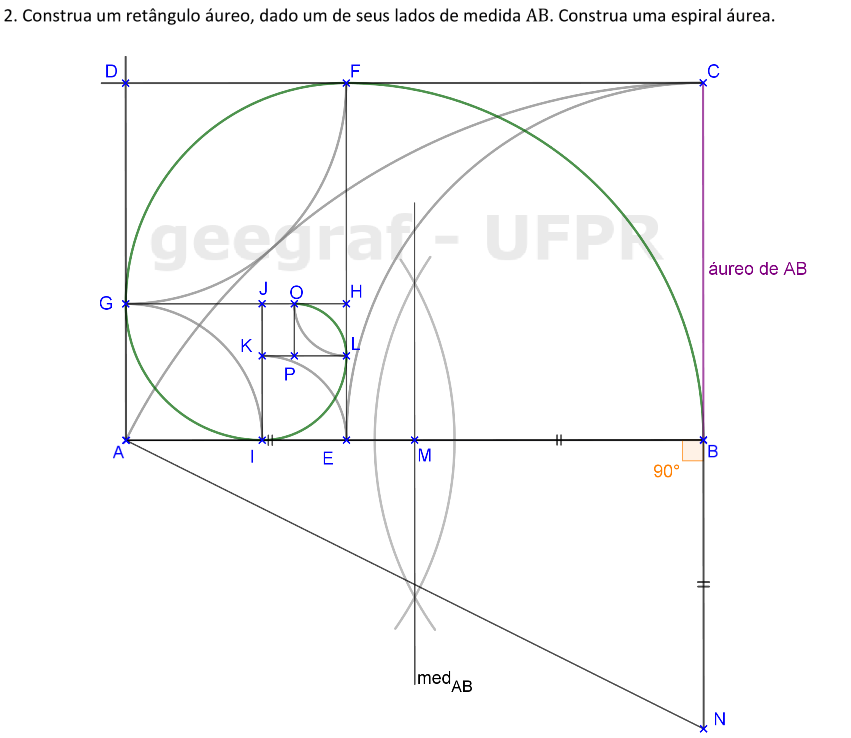 2. Construa um retângulo áureo, dado um de seus lados de medida AB. Construa uma espiral áurea.
D F C
geegraf - UFPR
áureo de AB
G J O H
K L
P
A I E M B
90°
med_AB
N